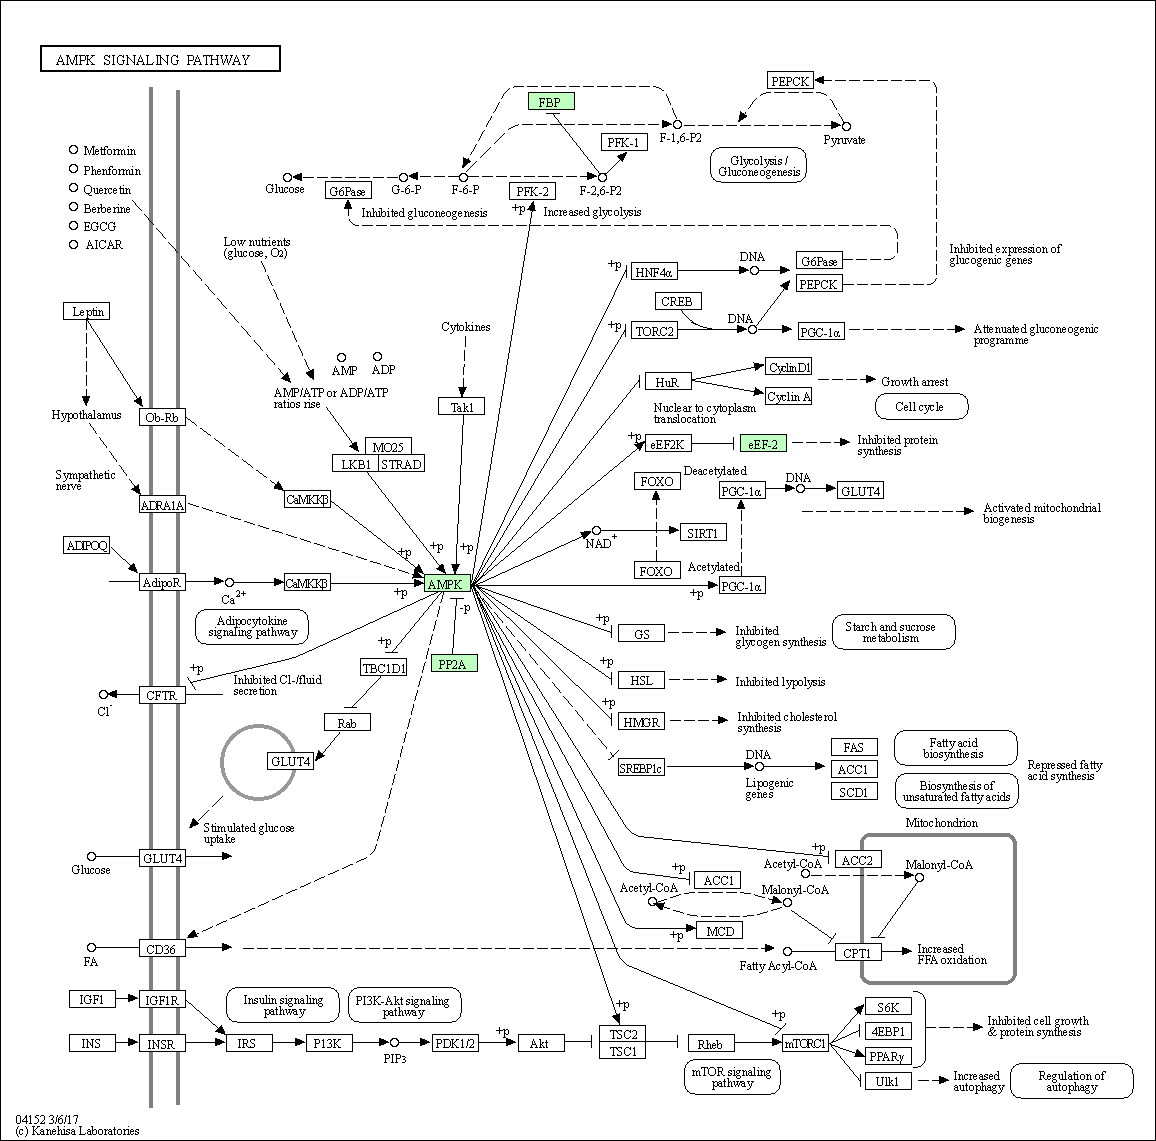 AMPK SIGNALING PATHWAY
PEPCK
FBP
F-1,6-P2
Pyruvate
PFK-1
Metformin
Phenformin
Quercetin
Berberine
EGCG
AICAR
Glycolysis /
Gluconeogenesis
Glucose
G6Pase
G-6-P
F-6-P
PFK-2
F-2,6-P2
+p
Inhibited gluconeogenesis
Increased glycolysis
Low nutrients
(glucose, O2)
Inhibited expression of
glucogenic genes
+p
HNF4α
DNA
G6Pase
PEPCK
CREB
Leptin
Cytokines
+p
TORC2
DNA
PGC-1α
Attenuated gluconeogenic
programme
AMP
ADP
AMP/ATP or ADP/ATP
ratios rise
HuR
CyclinD1
Cyclin A
Growth arrest
Cell cycle
Nuclear to cytoplasm
translocation
Hypothalamus
Ob-Rb
Tak1
MO25
LKB1
STRAD
+p
eEF2K
eEF-2
Inhibited protein
synthesis
Sympathetic
nerve
ADRA1A
CaMKKβ
FOXO
Deacetylated
PGC-1α
DNA
GLUT4
Activated mitochondrial
biogenesis
NAD+
SIRT1
ADIPOQ
+p
+p
+p
FOXO
Acetylated
PGC-1α
+p
AdipoR
Ca2+
CaMKKβ
+p
AMPK
-p
Adipocytokine
signaling pathway
+p
GS
Inhibited
glycogen synthesis
Starch and sucrose
metabolism
+p
TBC1D1
PP2A
+p
HSL
Inhibited lypolysis
+p
CFTR
Cl-
Inhibited Cl-/fluid
secretion
Rab
+p
HMGR
Inhibited cholesterol
synthesis
GLUT4
SREBP1c
DNA
Lipogenic
genes
FAS
ACC1
SCD1
Fatty acid
biosynthesis
Biosynthesis of
unsaturated fatty acids
Repressed fatty
acid synthesis
Stimulated glucose
uptake
Mitochondrion
Glucose
GLUT4
+p
ACC2
Acetyl-CoA
Malonyl-CoA
+p
ACC1
Acetyl-CoA
Malonyl-CoA
+p
MCD
FA
CD36
Fatty Acyl-CoA
CPT1
Increased
FFA oxidation
IGF1
IGF1R
Insulin signaling
pathway
PI3K-Akt signaling
pathway
INS
INSR
IRS
P13K
PIP3
PDK1/2
+p
Akt
+p
TSC2
TSC1
Rheb
+p
mTORC1
S6K
4EBP1
PPARγ
Ulk1
Inhibited cell growth
& protein synthesis
mTOR signaling
pathway
Increased
autophagy
Regulation of
autophagy
04152 3/6/17
(c) Kanehisa Laboratories